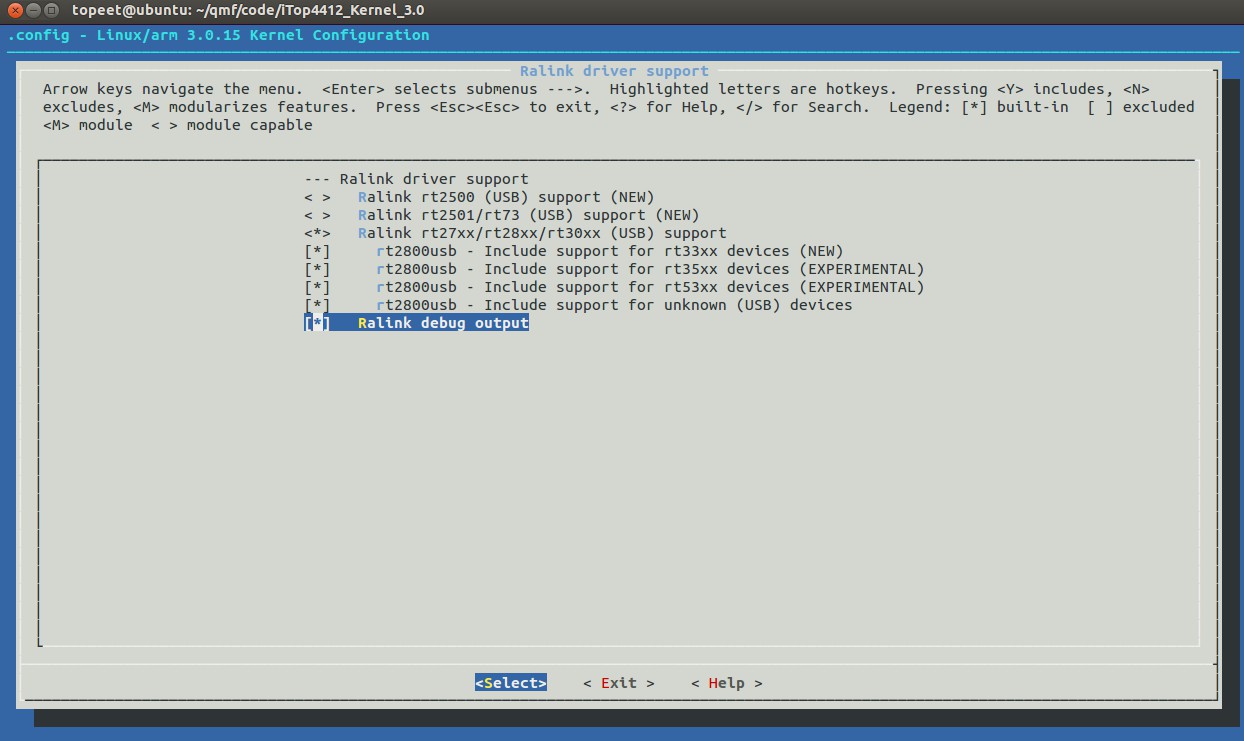 topeet@ubuntu: ~/qmf/code/iTop4412_Kernel_3.0
.config - Linux/arm 3.0.15 Kernel Configuration
Ralink driver support
Arrow keys navigate the menu.  <Enter> selects submenus --->.  Highlighted letters are hotkeys.  Pressing <Y> includes, <N>
excludes, <M> modularizes features.  Press <Esc><Esc> to exit, <?> for Help, </> for Search.  Legend: [*] built-in  [ ] excluded
<M> module  < > module capable
--- Ralink driver support
< >   Ralink rt2500 (USB) support (NEW)
< >   Ralink rt2501/rt73 (USB) support (NEW)
<*>   Ralink rt27xx/rt28xx/rt30xx (USB) support
[*]     rt2800usb - Include support for rt33xx devices (NEW)
[*]     rt2800usb - Include support for rt35xx devices (EXPERIMENTAL)
[*]     rt2800usb - Include support for rt53xx devices (EXPERIMENTAL)
[*]     rt2800usb - Include support for unknown (USB) devices
[*]   Ralink debug output
<Select>    < Exit >    < Help >